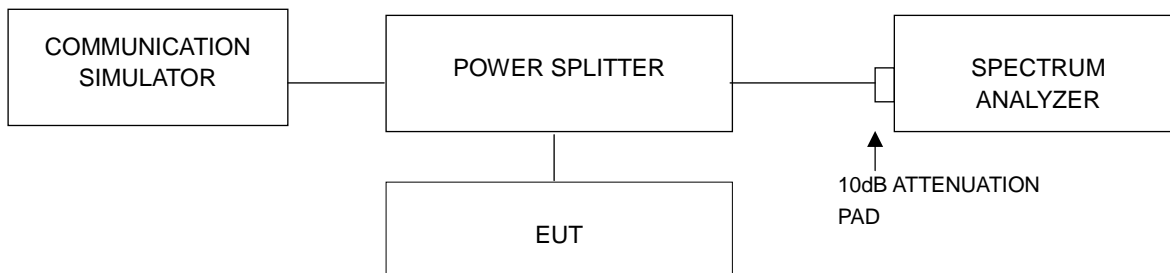 COMMUNICATION
SIMULATOR
POWER SPLITTER
SPECTRUM
ANALYZER
10dB ATTENUATION
PAD
EUT